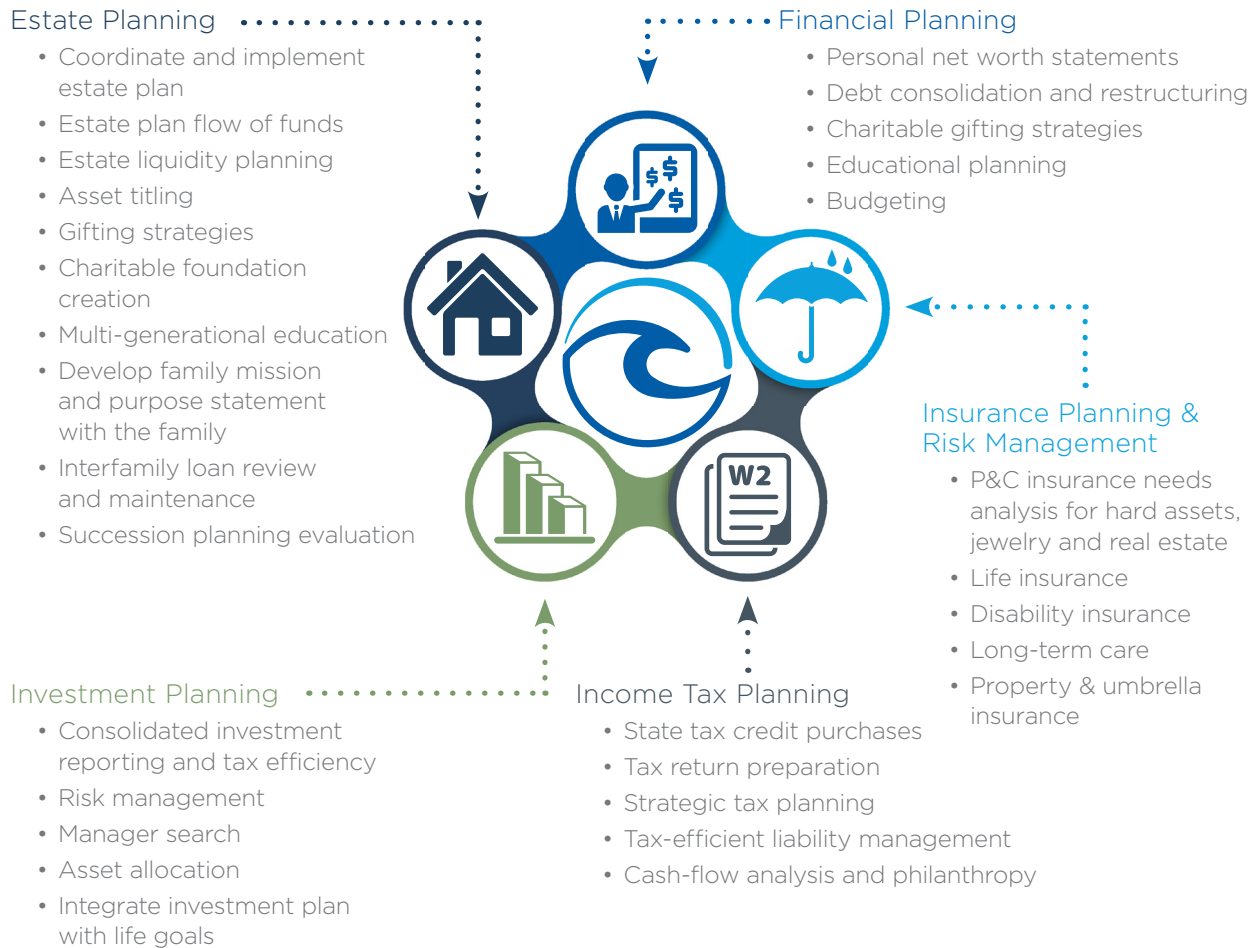 Estate Planning
• Coordinate and implement
estate plan
• Estate plan flow of funds
• Estate liquidity planning
• Asset titling
• Gifting strategies
• Charitable foundation
creation
• Multi-generational education
• Develop family mission
and purpose statement
with the family
• Interfamily loan review
and maintenance
• Succession planning evaluation
Financial Planning
• Personal net worth statements
• Debt consolidation and restructuring
• Charitable gifting strategies
• Educational planning
• Budgeting
$ $
$
$
W2
Insurance Planning &
Risk Management
• P&C insurance needs
analysis for hard assets,
jewelry and real estate
• Life insurance
• Disability insurance
• Long-term care
• Property & umbrella
insurance
Investment Planning
• Consolidated investment
reporting and tax efficiency
• Risk management
• Manager search
• Asset allocation
• Integrate investment plan
with life goals
Income Tax Planning
• State tax credit purchases
• Tax return preparation
• Strategic tax planning
• Tax-efficient liability management
• Cash-flow analysis and philanthropy